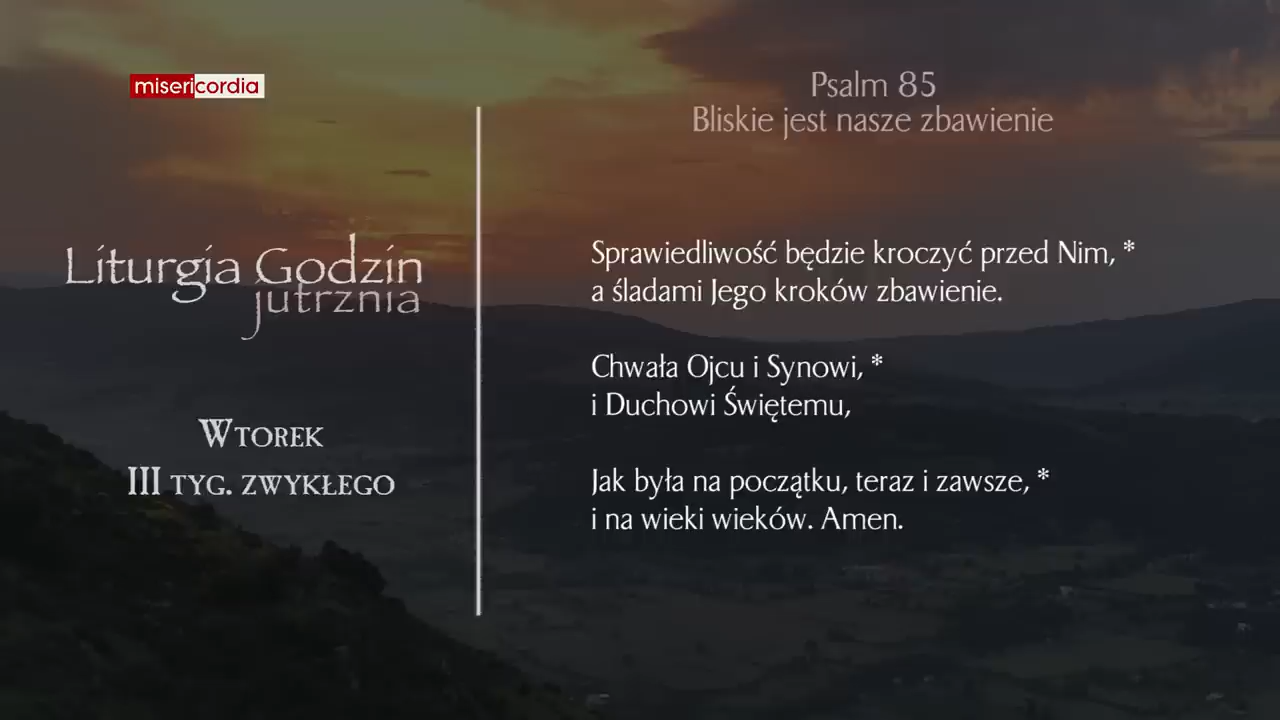 misericordia
Liturgia Godzin
jutrznia
Wtorek
III tyg. zwykłego
Psalm 85
Bliskie jest nasze zbawienie
Sprawiedliwość będzie kroczyć przed Nim, *
a śladami Jego kroków zbawienie.
Chwała Ojcu i Synowi, *
i Duchowi Świętemu,
Jak była na początku, teraz i zawsze, *
i na wieki wieków. Amen.